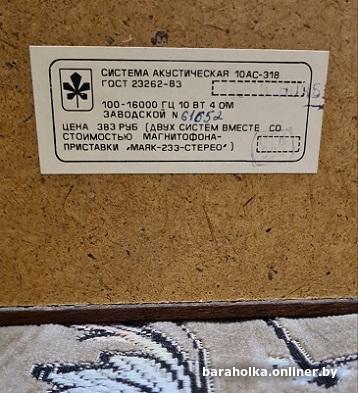 СИСТЕМА АКУСТИЧЕСКАЯ 10АС-318
ГОСТ 23262-83
100-16000 ГЦ 10 ВТ 4 ОМ
ЗАВОДСКОЙ N 61052
ЦЕНА 383 РУБ (ДВУХ СИСТЕМ ВМЕСТЕ СО
СТОИМОСТЬЮ МАГНИТОФОНА-
ПРИСТАВКИ „МАЯК-233-СТЕРЕО")
baraholka.onliner.by